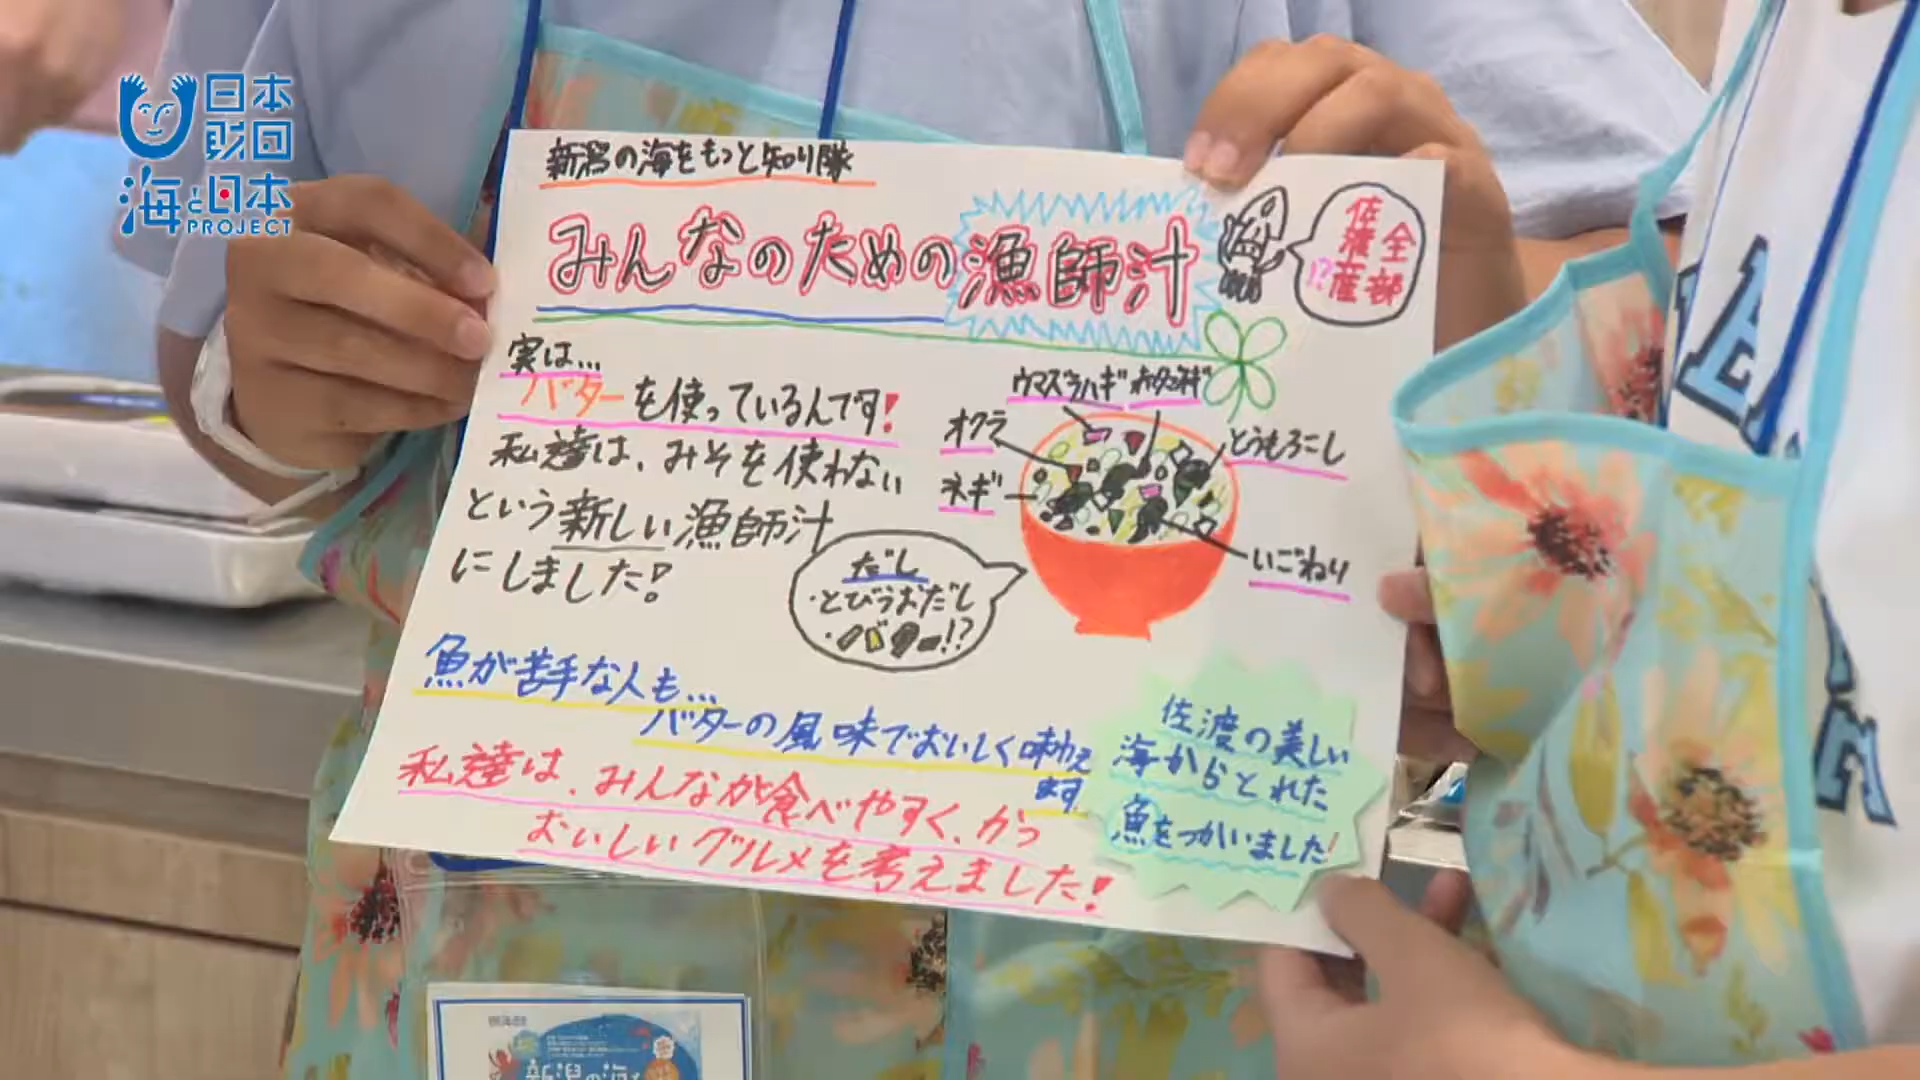 日本
財団
海と日本
PROJECT
新潟の海をもっと知り隊
みんなのための漁師汁
全部
佐渡産
!?
実は…
バターを使っているんです!
私達は、みそを使わない
という新しい漁師汁
にしました!
ウマズラハギ
オクラ
ネギ
とうもろこし
いごねり
だし
・とびうおだし
・バター!?
魚が苦手な人も…
バターの風味でおいしく味わえ
ます
私達は、みんなが食べやすく、かつ
おいしいグルメを考えました!
佐渡の美しい
海からとれた
魚をつかいました!
新潟の海を